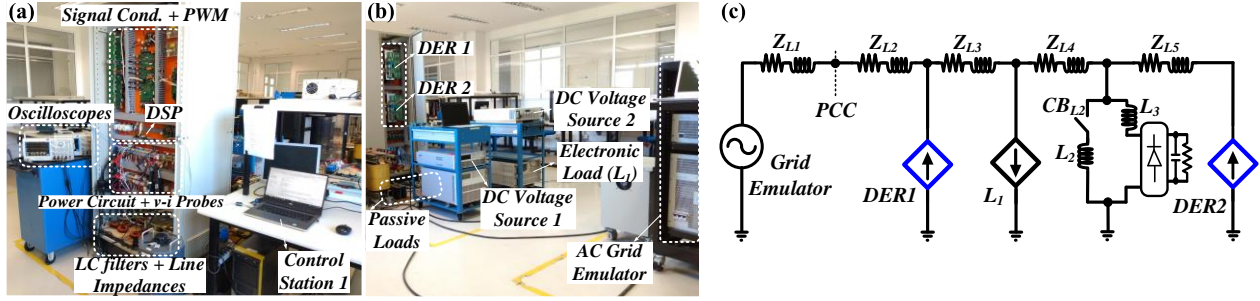 (a)
Signal Cond. + PWM
Oscilloscopes
DSP
Power Circuit + v-i Probes
LC filters + Line
Impedances
Control
Station 1
(b)
DER 1
DER 2
DC Voltage
Source 2
Electronic
Load (L1)
DC Voltage
Source 1
Passive
Loads
AC Grid
Emulator
(c)
ZL1
ZL2
ZL3
ZL4
ZL5
PCC
CBL2
L3
L2
Grid
Emulator
DER1
L1
DER2